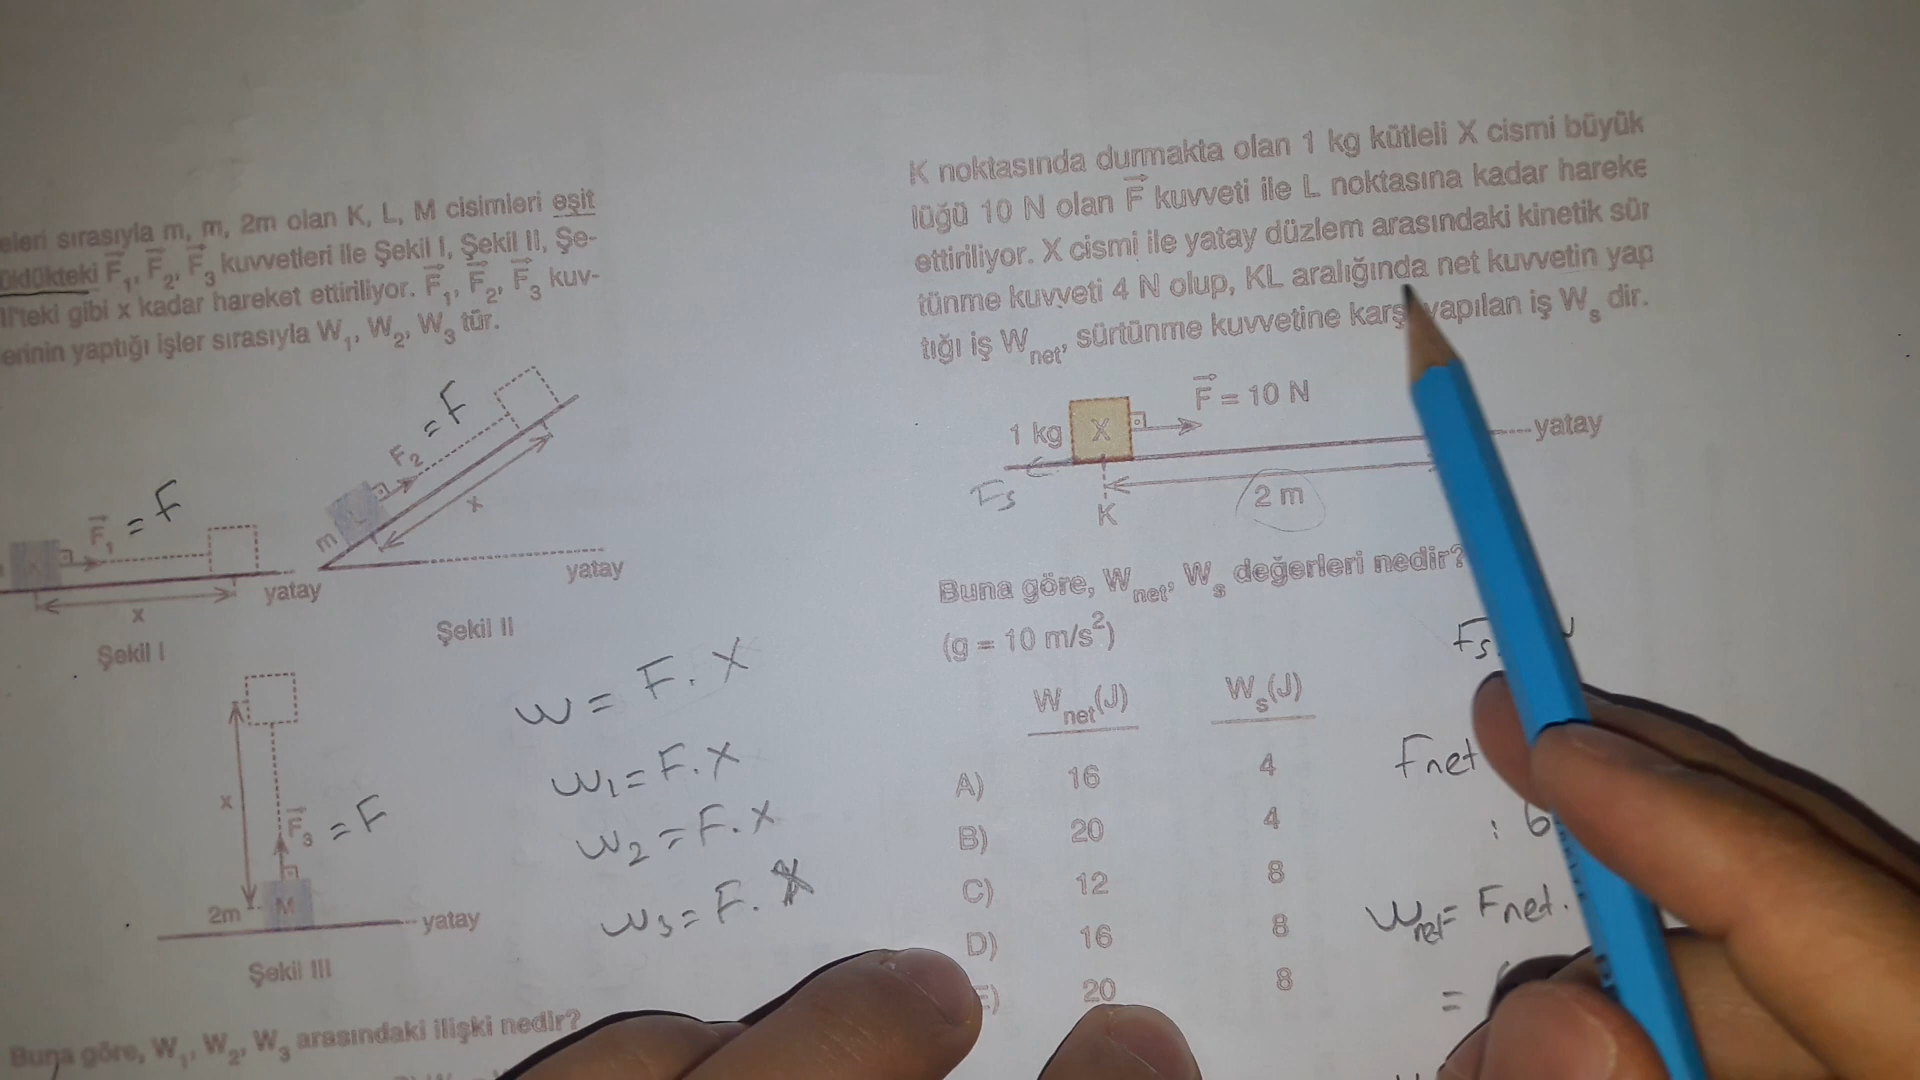 eleri sırasıyla m, m, 2m olan K, L, M cisimleri eşit
üklükteki F1, F2, F3 kuvvetleri ile Şekil I, Şekil II, Şe-
II'teki gibi x kadar hareket ettiriliyor. F1, F2, F3 kuv-
erinin yaptığı işler sırasıyla W1, W2, W3 tür.
F1 = F
x
yatay
Şekil I
m
F2 = F
x
yatay
Şekil II
x
F3 = F
2m
M
yatay
Şekil III
W = F. X
W1 = F. X
W2 = F. X
W3 = F. X
Buna göre, W1, W2, W3 arasındaki ilişki nedir?
K noktasında durmakta olan 1 kg kütleli X cismi büyük
lüğü 10 N olan F kuvveti ile L noktasına kadar hareke
ettiriliyor. X cismi ile yatay düzlem arasındaki kinetik sür
tünme kuvveti 4 N olup, KL aralığında net kuvvetin yap
tığı iş Wnet, sürtünme kuvvetine karşı yapılan iş Ws dir.
F = 10 N
1 kg
X
yatay
Fs
K
2 m
Buna göre, Wnet, Ws değerleri nedir?
(g = 10 m/s²)
Wnet(J) Ws(J)
A) 16 4
B) 20 4
C) 12 8
D) 16 8
E) 20 8
Fs
Fnet
: 6
Wnet = Fnet.
=